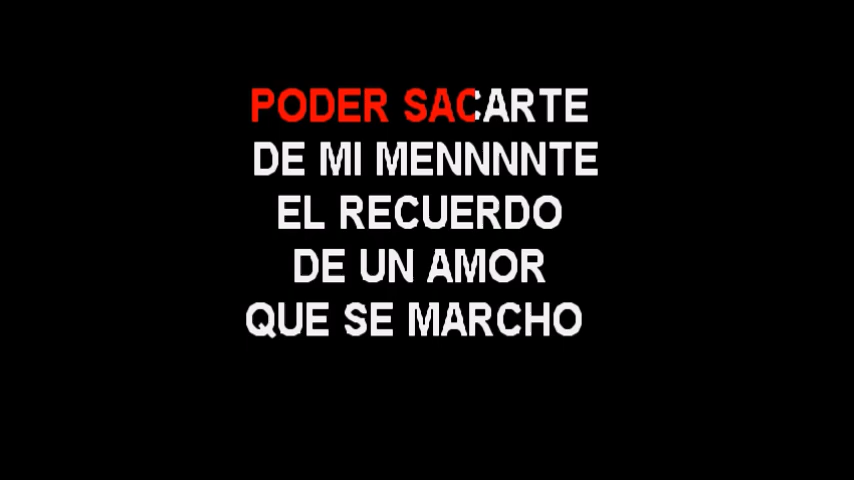 PODER SACARTE
DE MI MENNNNTE
EL RECUERDO
DE UN AMOR
QUE SE MARCHO